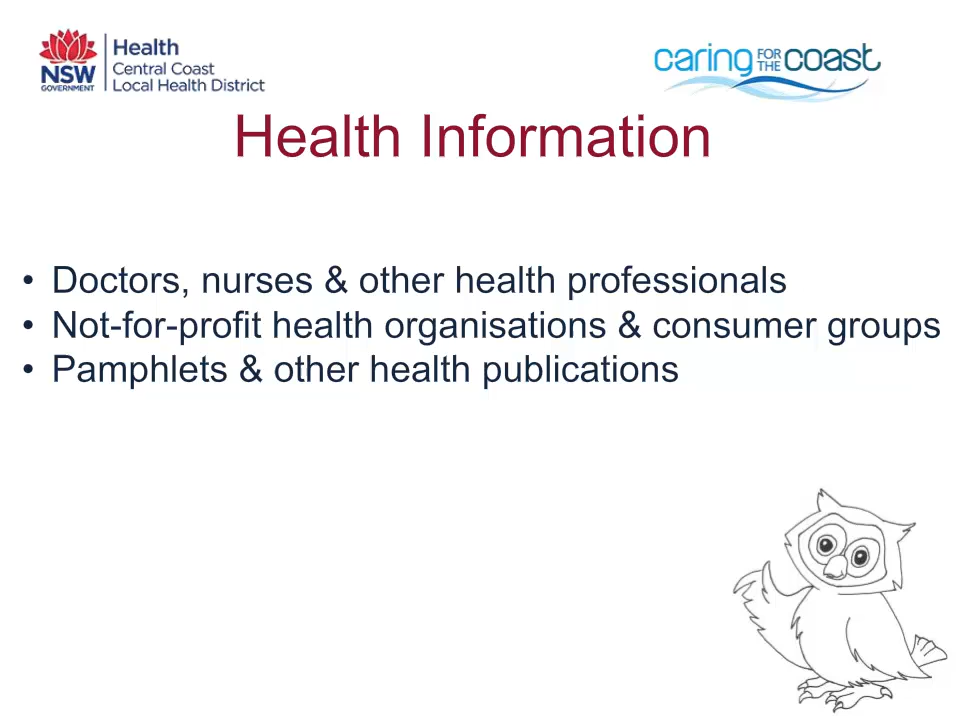 Health
Central Coast
Local Health District
NSW
GOVERNMENT
caring FOR THE coast
Health Information
• Doctors, nurses & other health professionals
• Not-for-profit health organisations & consumer groups
• Pamphlets & other health publications